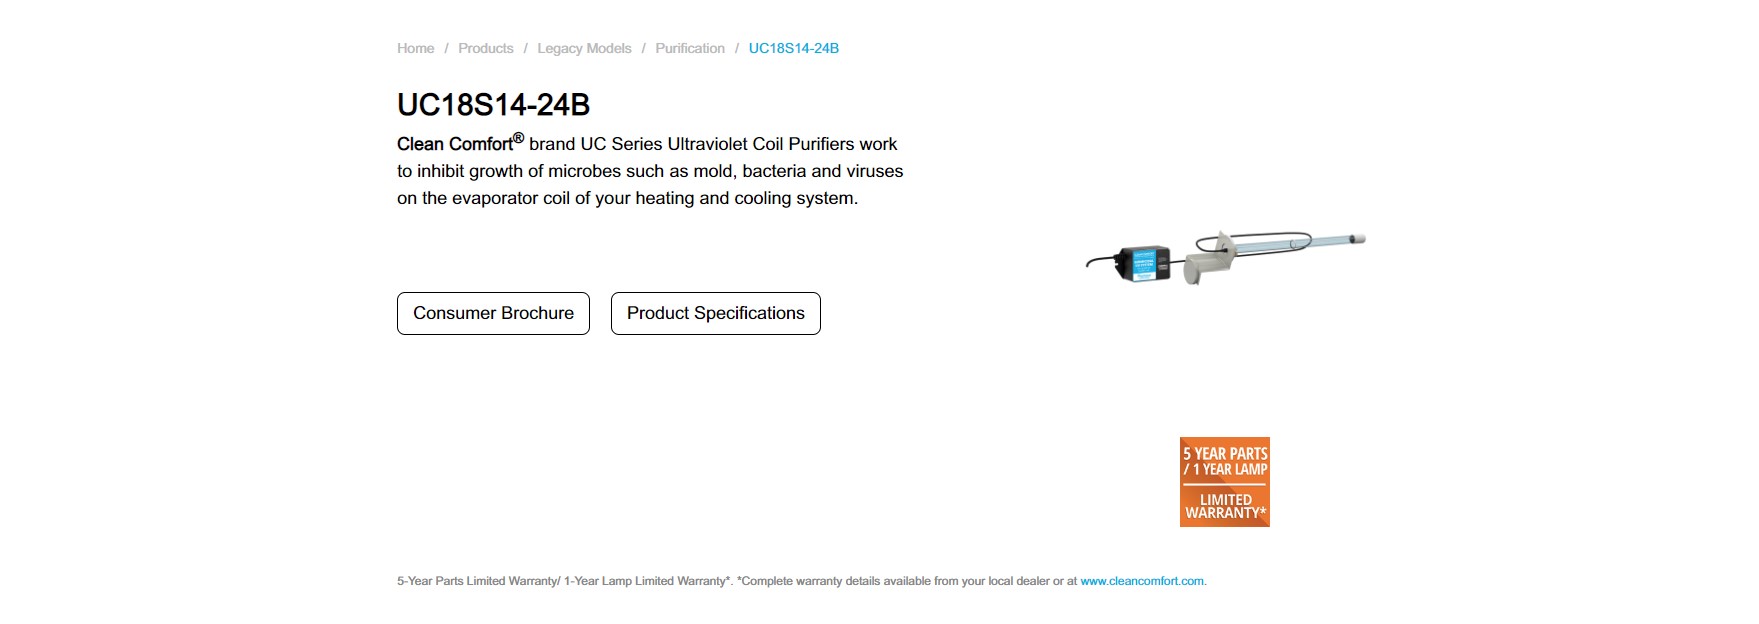 Home / Products / Legacy Models / Purification / UC18S14-24B
UC18S14-24B
Clean Comfort® brand UC Series Ultraviolet Coil Purifiers work
to inhibit growth of microbes such as mold, bacteria and viruses
on the evaporator coil of your heating and cooling system.
Consumer Brochure
Product Specifications
5 YEAR PARTS
/ 1 YEAR LAMP
LIMITED
WARRANTY*
5-Year Parts Limited Warranty/ 1-Year Lamp Limited Warranty*. *Complete warranty details available from your local dealer or at www.cleancomfort.com.